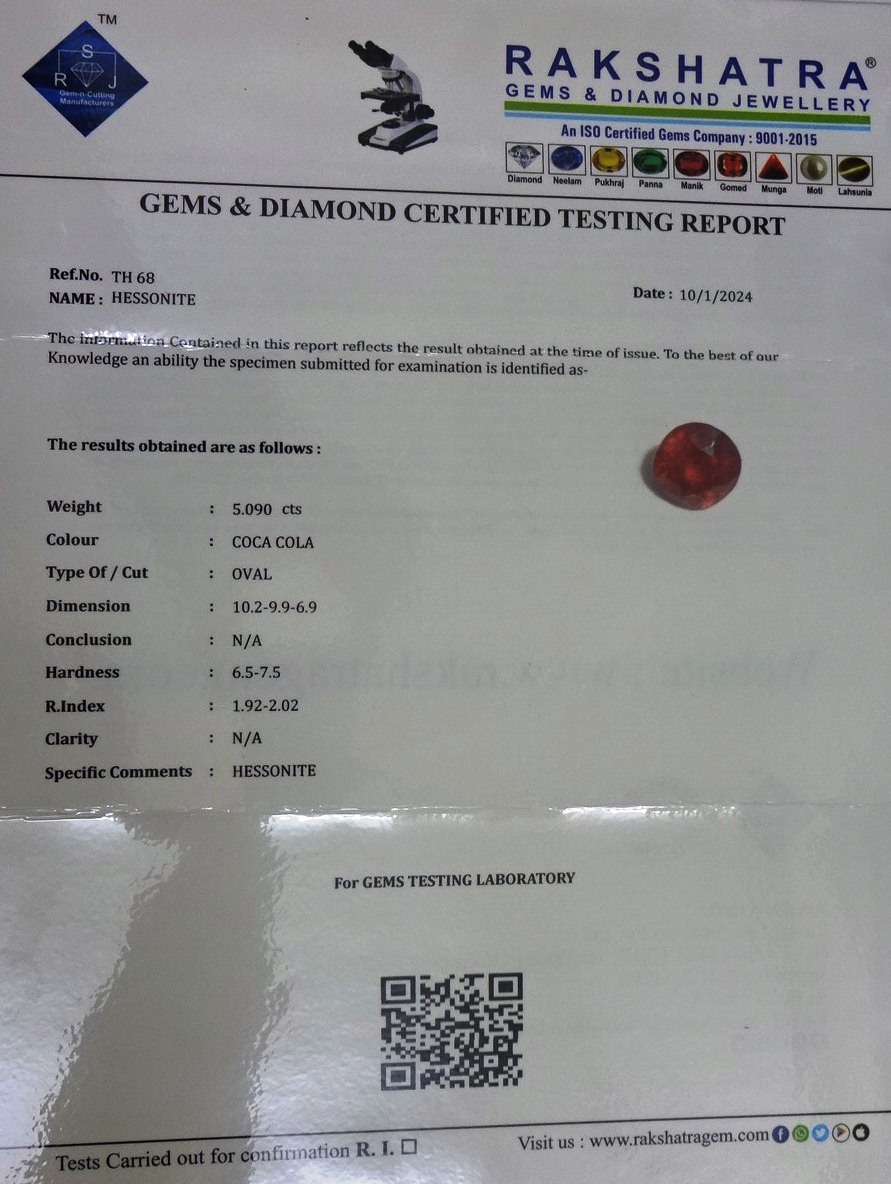 TM
S
R J
Gem-n-Cutting
Manufacturers
RAKSHATRA®
GEMS & DIAMOND JEWELLERY
An ISO Certified Gems Company : 9001-2015
Diamond Neelam Pukhraj Panna Manik Gomed Munga Moti Lahsunia
GEMS & DIAMOND CERTIFIED TESTING REPORT
Ref.No. TH 68
NAME : HESSONITE
Date : 10/1/2024
The information Contained in this report reflects the result obtained at the time of issue. To the best of our
Knowledge an ability the specimen submitted for examination is identified as-
The results obtained are as follows :
Weight : 5.090 cts
Colour : COCA COLA
Type Of / Cut : OVAL
Dimension : 10.2-9.9-6.9
Conclusion : N/A
Hardness : 6.5-7.5
R.Index : 1.92-2.02
Clarity : N/A
Specific Comments : HESSONITE
For GEMS TESTING LABORATORY
Tests Carried out for confirmation R. I. ☐
Visit us : www.rakshatragem.com